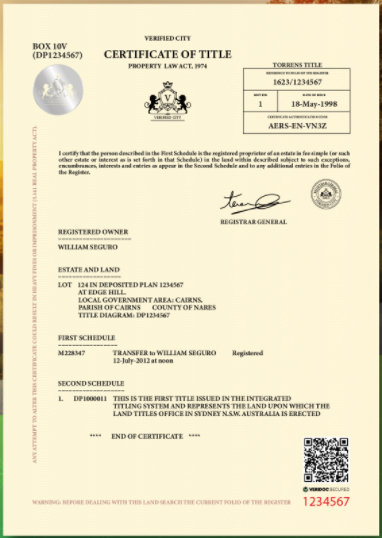 VERIFIED CITY
BOX 10V
(DP1234567)
CERTIFICATE OF TITLE
PROPERTY LAW ACT, 1974
TORRENS TITLE
1623/1234567
EDITION
DATE OF ISSUE
1
18-May-1998
CERTIFICATE AUTHENTICATION CODE
AERS-EN-VN3Z
V
VERIFIED CITY
I certify that the person described in the First Schedule is the registered proprietor of an estate in fee simple (or such
other estate or interest as is set forth in that Schedule) in the land within described subject to such exceptions,
encumbrances, interests and entries as appear in the Second Schedule and to any additional entries in the Folio of
the Register.
REGISTRAR GENERAL
REGISTERED OWNER
WILLIAM SEGURO
ESTATE AND LAND
LOT 124 IN DEPOSITED PLAN 1234567
AT EDGE HILL.
LOCAL GOVERNMENT AREA: CAIRNS.
PARISH OF CAIRNS COUNTY OF NARES
TITLE DIAGRAM: DP1234567
FIRST SCHEDULE
M228347 TRANSFER to WILLIAM SEGURO Registered
12-July-2012 at noon
SECOND SCHEDULE
1. DP1000011 THIS IS THE FIRST TITLE ISSUED IN THE INTEGRATED
TITLING SYSTEM AND REPRESENTS THE LAND UPON WHICH THE
LAND TITLES OFFICE IN SYDNEY N.S.W. AUSTRALIA IS ERECTED
**** END OF CERTIFICATE ****
VERIDOC SECURED
WARNING: BEFORE DEALING WITH THIS LAND SEARCH THE CURRENT FOLIO OF THE REGISTER
1234567
ANY ATTEMPT TO ALTER THIS CERTIFICATE COULD RESULT IN HEAVY FINES OR IMPRISONMENT (S.141 REAL PROPERTY ACT)